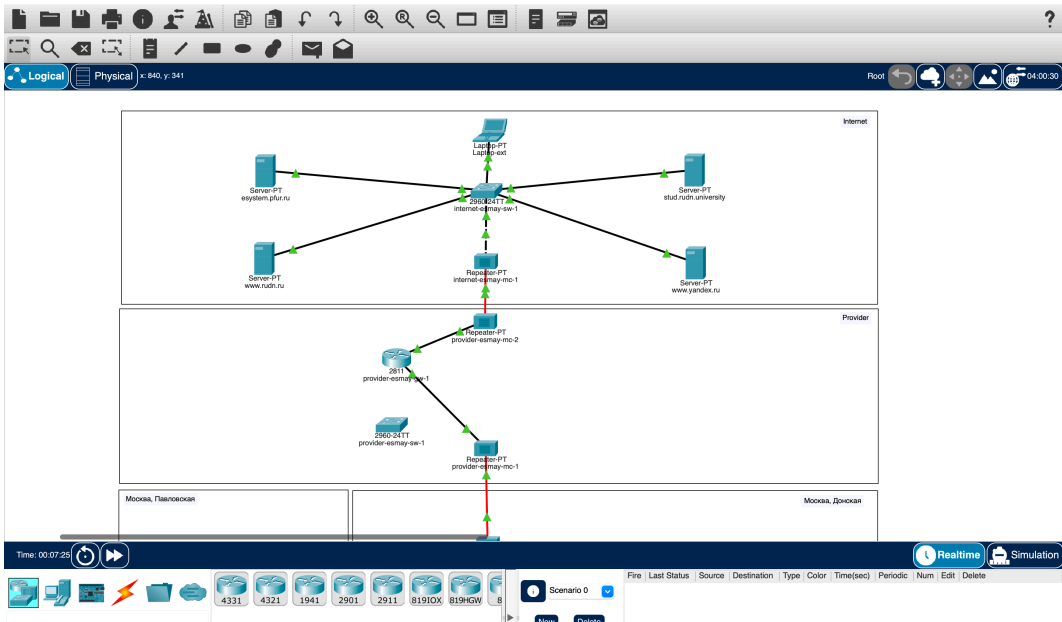 ?
Logical
Physical
x: 840, y: 341
Root
04:00:30
Internet
Laptop-PT
Laptop-ext
Server-PT
esystem.pfur.ru
Server-PT
stud.rudn.university
2960-24TT
internet-esmay-sw-1
Server-PT
www.rudn.ru
Repeater-PT
internet-esmay-mc-1
Server-PT
www.yandex.ru
Provider
Repeater-PT
provider-esmay-mc-2
2811
provider-esmay-gw-1
2960-24TT
provider-esmay-sw-1
Repeater-PT
provider-esmay-mc-1
Москва, Павловская
Москва, Донская
Time: 00:07:25
Realtime
Simulation
4331
4321
1941
2901
2911
819IOX
819HGW
8
Scenario 0
Fire Last Status Source Destination Type Color Time(sec) Periodic Num Edit Delete
New
Delete